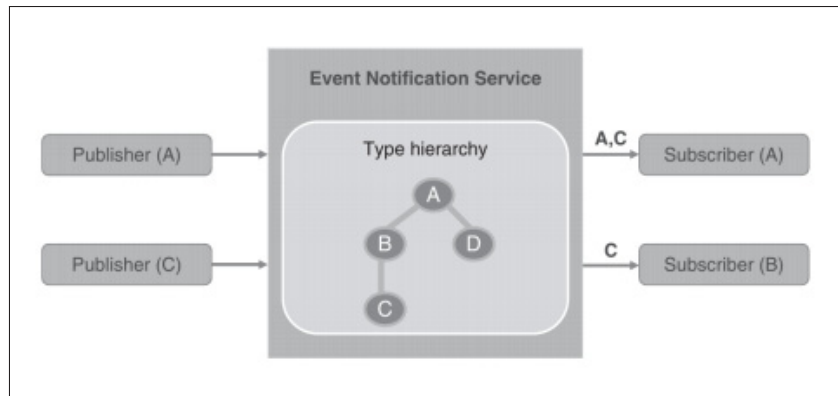 Event Notification Service
Publisher (A)
Type hierarchy
A,C
Subscriber (A)
A
B
D
Publisher (C)
C
Subscriber (B)
C